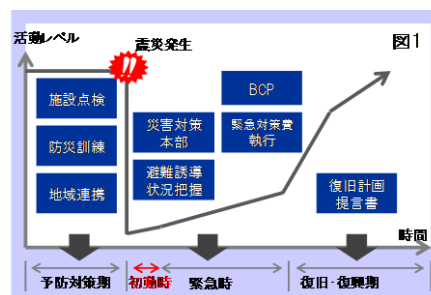 活動レベル
震災発生
図1
!!
施設点検
防災訓練
地域連携
災害対策
本部
避難誘導
状況把握
BCP
緊急対策費
執行
復旧計画
提言書
時間
予防対策期
初動時
緊急時
復旧・復興期